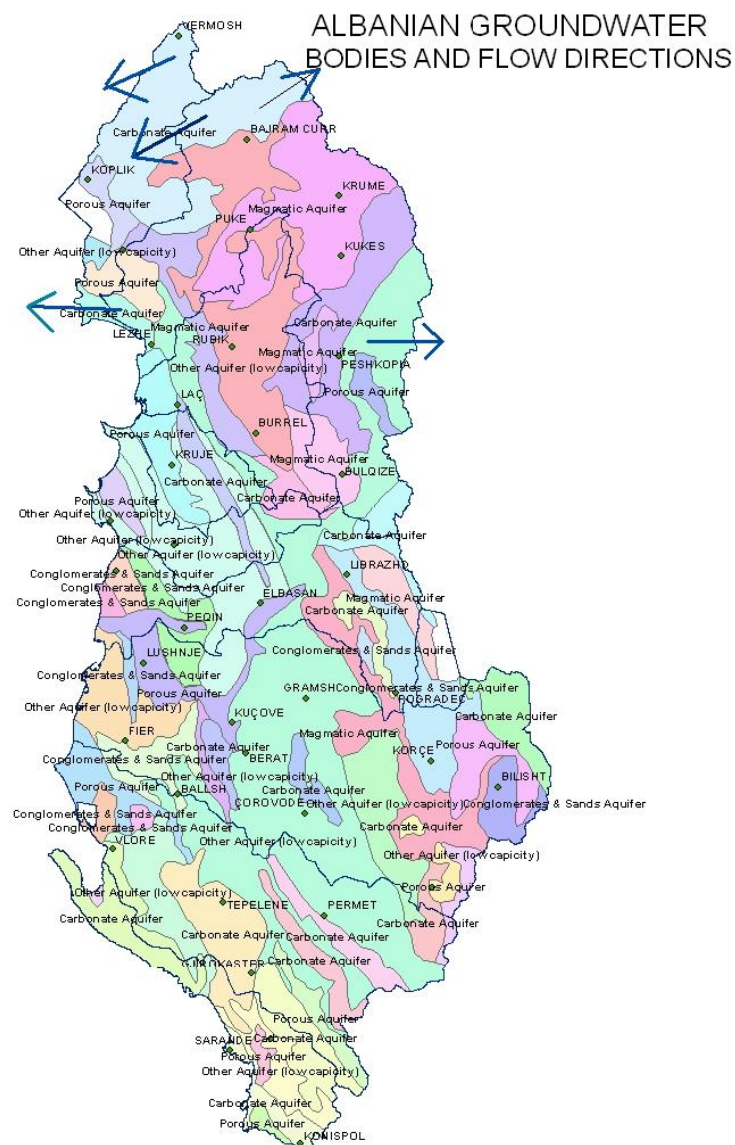 ALBANIAN GROUNDWATER
BODIES AND FLOW DIRECTIONS
VERMOSH
Carbonate Aquifer
BAJRAM CURR
KOPLIK
KRUME
Porous Aquifer
Magmatic Aquifer
PUKE
Other Aquifer (lowcapicity)
KUKES
Porous Aquifer
Carbonate Aquifer
Carbonate Aquifer
Magmatic Aquifer
LEZHE
RUBIK
Magmatic Aquifer
PESHKOPIA
Other Aquifer (lowcapicity)
Porous Aquifer
LAÇ
BURREL
Porous Aquifer
KRUJE
Magmatic Aquifer
BULQIZE
Carbonate Aquifer
Carbonate Aquifer
Porous Aquifer
Other Aquifer (lowcapicity)
Carbonate Aquifer
Other Aquifer (lowcapicity)
Other Aquifer (lowcapicity)
LIBRAZHD
Conglomerates & Sands Aquifer
Conglomerates & Sands Aquifer
Magmatic Aquifer
Conglomerates & Sands Aquifer
ELBASAN
Carbonate Aquifer
PEQIN
Conglomerates & Sands Aquifer
LUSHNJE
Conglomerates & Sands Aquifer
Porous Aquifer
GRAMSH
Conglomerates & Sands Aquifer
POGRADEC
Other Aquifer (lowcapicity)
KUÇOVE
Carbonate Aquifer
Magmatic Aquifer
FIER
Carbonate Aquifer
BERAT
KORÇE
Porous Aquifer
Conglomerates & Sands Aquifer
Other Aquifer (lowcapicity)
Porous Aquifer
BALLSH
Carbonate Aquifer
BILISHT
ÇOROVODE
Other Aquifer (lowcapicity)
Conglomerates & Sands Aquifer
Conglomerates & Sands Aquifer
Conglomerates & Sands Aquifer
Carbonate Aquifer
VLORE
Other Aquifer (lowcapicity)
Other Aquifer (lowcapicity)
Other Aquifer (lowcapicity)
Porous Aquifer
Carbonate Aquifer
TEPELENE
PERMET
Carbonate Aquifer
Carbonate Aquifer
Carbonate Aquifer
GJIROKASTER
Carbonate Aquifer
Porous Aquifer
SARANDE
Carbonate Aquifer
Porous Aquifer
Other Aquifer (lowcapicity)
Carbonate Aquifer
Porous Aquifer
KONISPOL